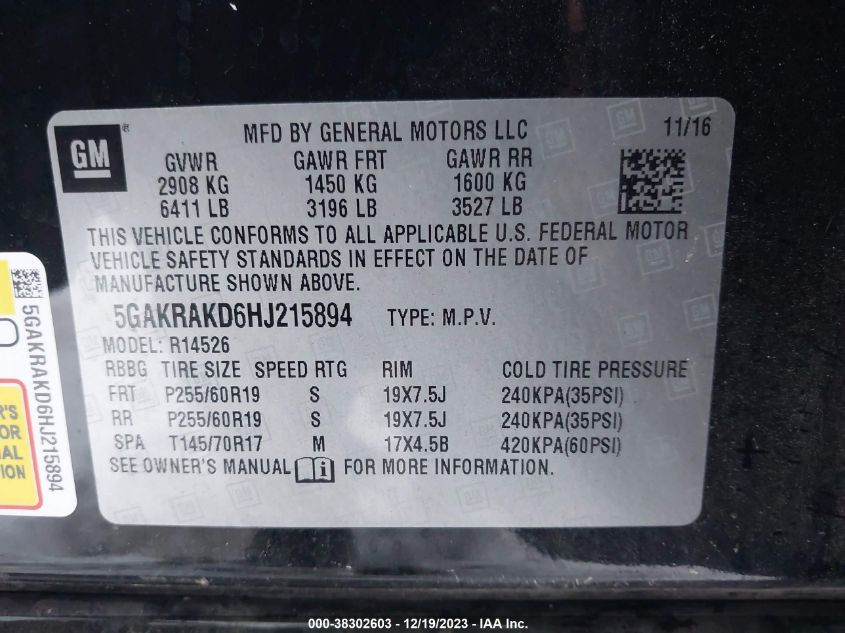 GM
®
MFD BY GENERAL MOTORS LLC
11/16
GVWR GAWR FRT GAWR RR
2908 KG 1450 KG 1600 KG
6411 LB 3196 LB 3527 LB
THIS VEHICLE CONFORMS TO ALL APPLICABLE U.S. FEDERAL MOTOR
VEHICLE SAFETY STANDARDS IN EFFECT ON THE DATE OF
MANUFACTURE SHOWN ABOVE.
5GAKRAKD6HJ215894 TYPE: M.P.V.
MODEL: R14526
RBBG TIRE SIZE SPEED RTG RIM COLD TIRE PRESSURE
FRT P255/60R19 S 19X7.5J 240KPA(35PSI)
RR P255/60R19 S 19X7.5J 240KPA(35PSI)
SPA T145/70R17 M 17X4.5B 420KPA(60PSI)
SEE OWNER'S MANUAL i FOR MORE INFORMATION.
5GAKRAKD6HJ215894
R'S
OR
AL
TION
000-38302603 - 12/19/2023 - IAA Inc.